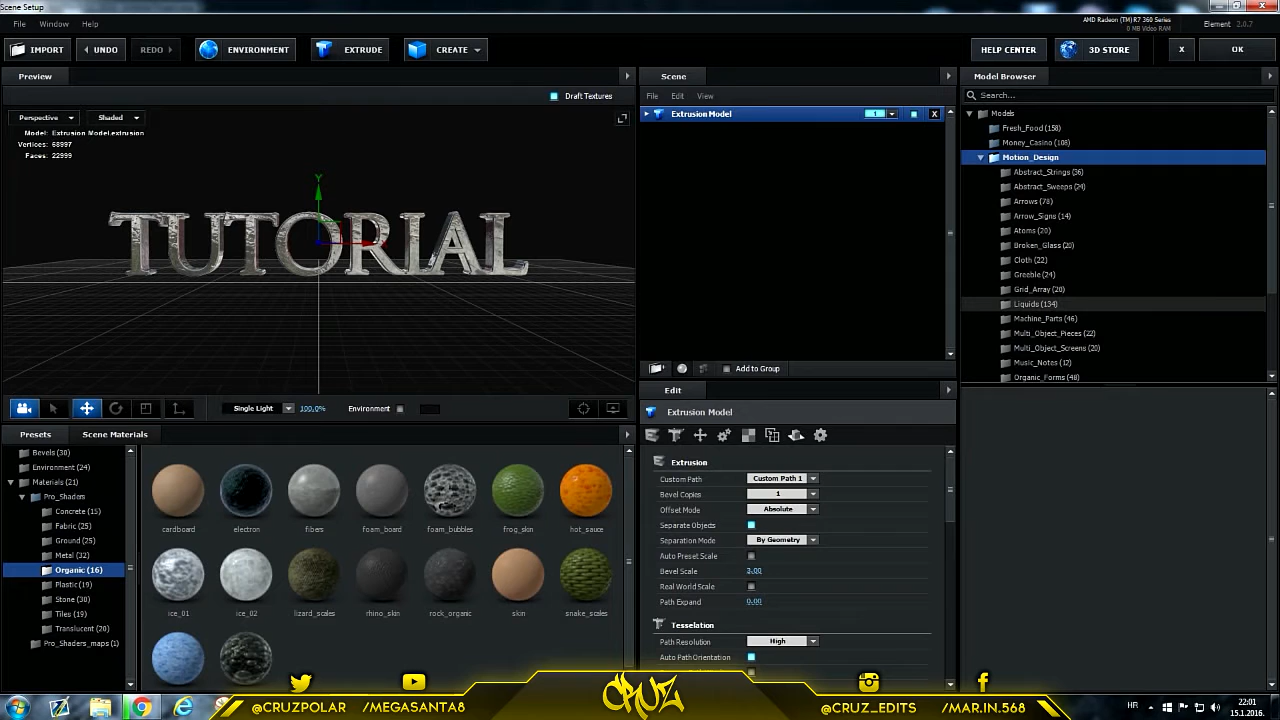 Scene Setup
File Window Help
AMD Radeon (TM) R7 360 Series
0 MB Video RAM
Element 2.0.7
IMPORT UNDO REDO ENVIRONMENT EXTRUDE CREATE HELP CENTER 3D STORE X OK
Preview
Draft Textures
Perspective Shaded
Model: Extrusion Model.extrusion
Vertices: 68997
Faces: 22999
Y
TUTORIAL
Single Light 100.0% Environment
Scene
File Edit View
Extrusion Model 1 X
Add to Group
Model Browser
Search...
Models
Fresh_Food (158)
Money_Casino (108)
Motion_Design
Abstract_Strings (36)
Abstract_Sweeps (24)
Arrows (78)
Arrow_Signs (14)
Atoms (20)
Broken_Glass (20)
Cloth (22)
Greeble (24)
Grid_Array (20)
Liquids (134)
Machine_Parts (46)
Multi_Object_Pieces (22)
Multi_Object_Screens (20)
Music_Notes (12)
Organic_Forms (48)
Presets Scene Materials
Bevels (30)
Environment (24)
Materials (21)
Pro_Shaders
Concrete (15)
Fabric (25)
Ground (25)
Metal (32)
Organic (16)
Plastic (19)
Stone (30)
Tiles (19)
Translucent (20)
Pro_Shaders_maps (1)
cardboard electron fibers foam_board foam_bubbles frog_skin hot_sauce
ice_01 ice_02 lizard_scales rhino_skin rock_organic skin snake_scales
Edit
Extrusion Model
Extrusion
Custom Path Custom Path 1
Bevel Copies 1
Offset Mode Absolute
Separate Objects
Separation Mode By Geometry
Auto Preset Scale
Bevel Scale 3.00
Real World Scale
Path Expand 0.00
Tesselation
Path Resolution High
Auto Path Orientation
@CRUZPOLAR /MEGASANTA8 CRUZ @CRUZ_EDITS /MAR.IN.568
HR 22:01
15.1.2016.